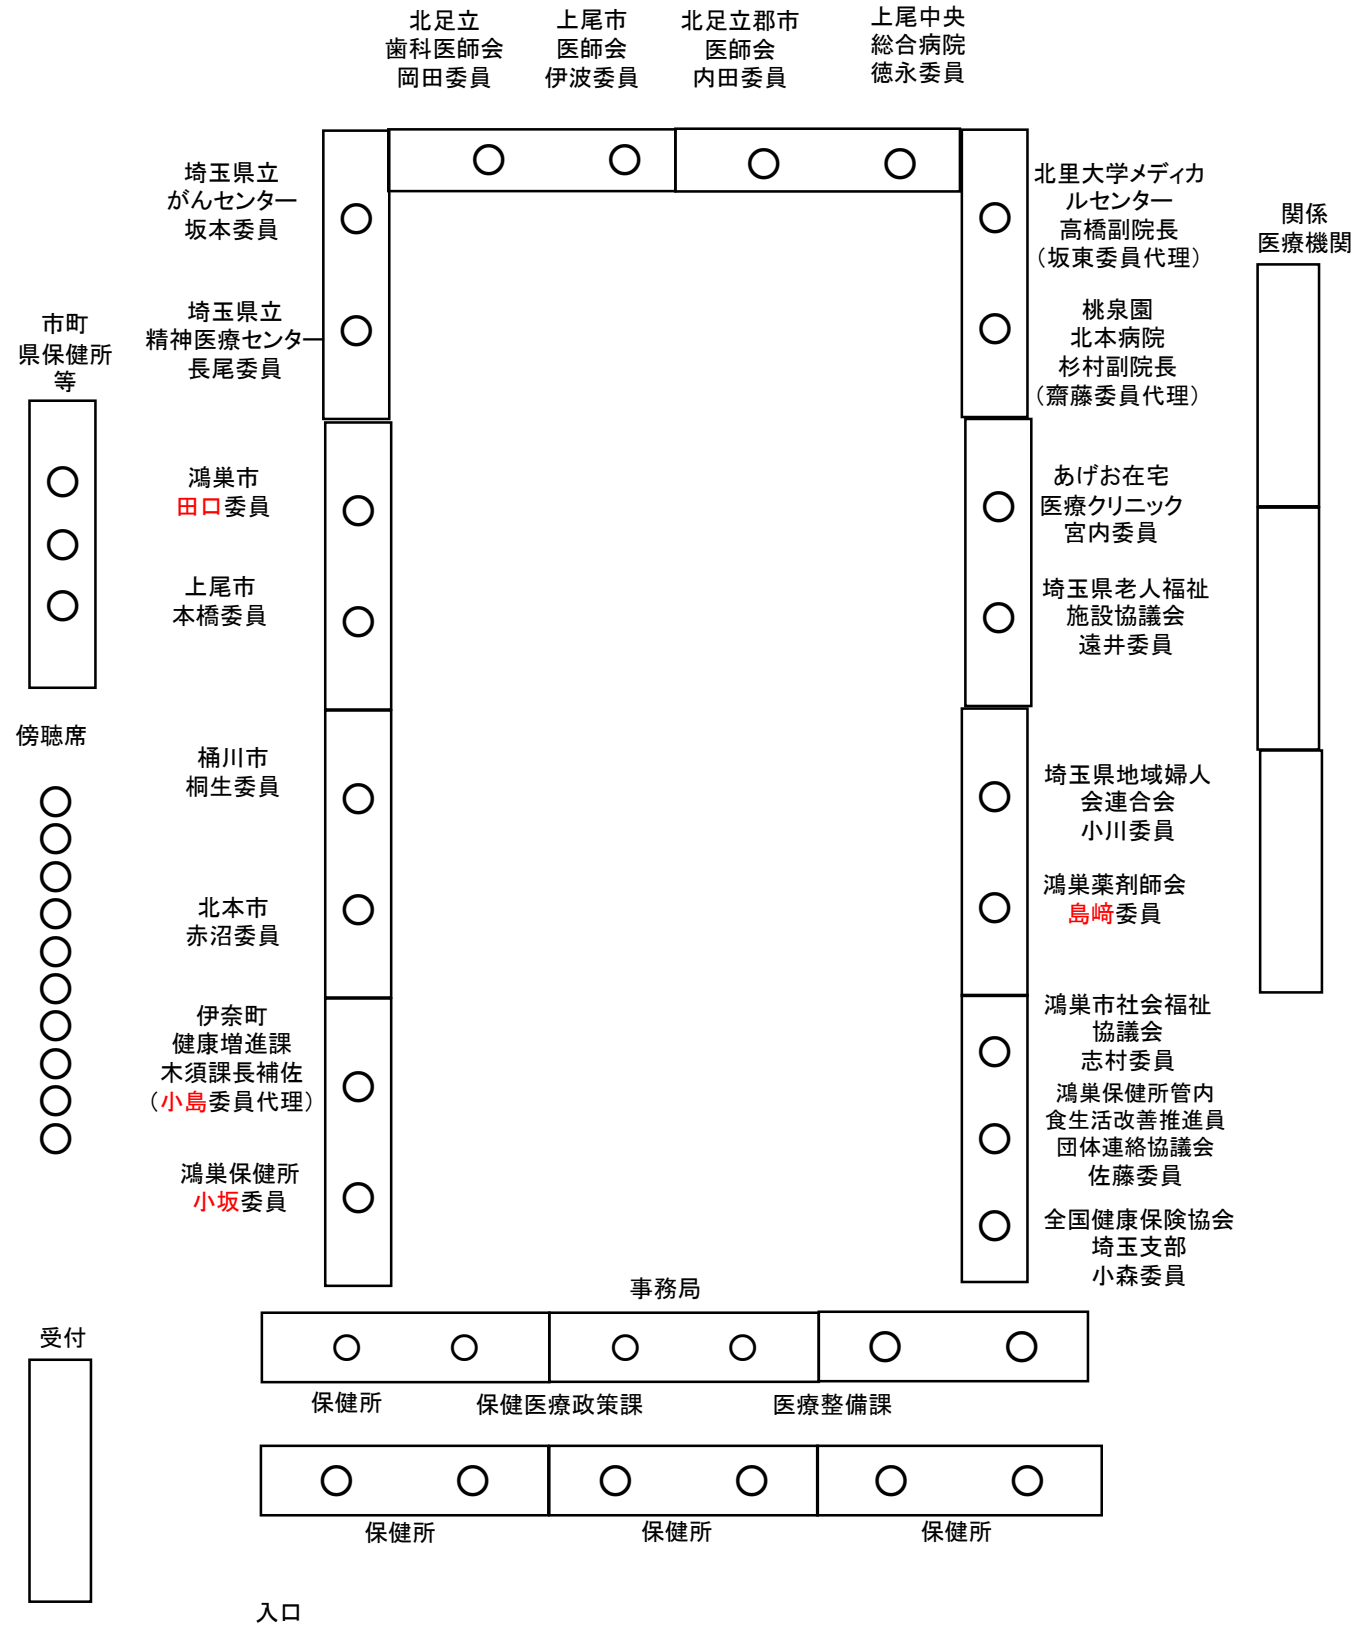 北足立
歯科医師会
岡田委員
上尾市
医師会
伊波委員
北足立郡市
医師会
内田委員
上尾中央
総合病院
徳永委員
埼玉県立
がんセンター
坂本委員
埼玉県立
精神医療センター
長尾委員
鴻巣市
田口委員
上尾市
本橋委員
桶川市
桐生委員
北本市
赤沼委員
伊奈町
健康増進課
木須課長補佐
（小島委員代理）
鴻巣保健所
小坂委員
北里大学メディカ
ルセンター
高橋副院長
（坂東委員代理）
桃泉園
北本病院
杉村副院長
（齋藤委員代理）
あげお在宅
医療クリニック
宮内委員
埼玉県老人福祉
施設協議会
遠井委員
埼玉県地域婦人
会連合会
小川委員
鴻巣薬剤師会
島﨑委員
鴻巣市社会福祉
協議会
志村委員
鴻巣保健所管内
食生活改善推進員
団体連絡協議会
佐藤委員
全国健康保険協会
埼玉支部
小森委員
関係
医療機関
市町
県保健所
等
傍聴席
受付
事務局
保健所
保健医療政策課
医療整備課
保健所
保健所
保健所
入口